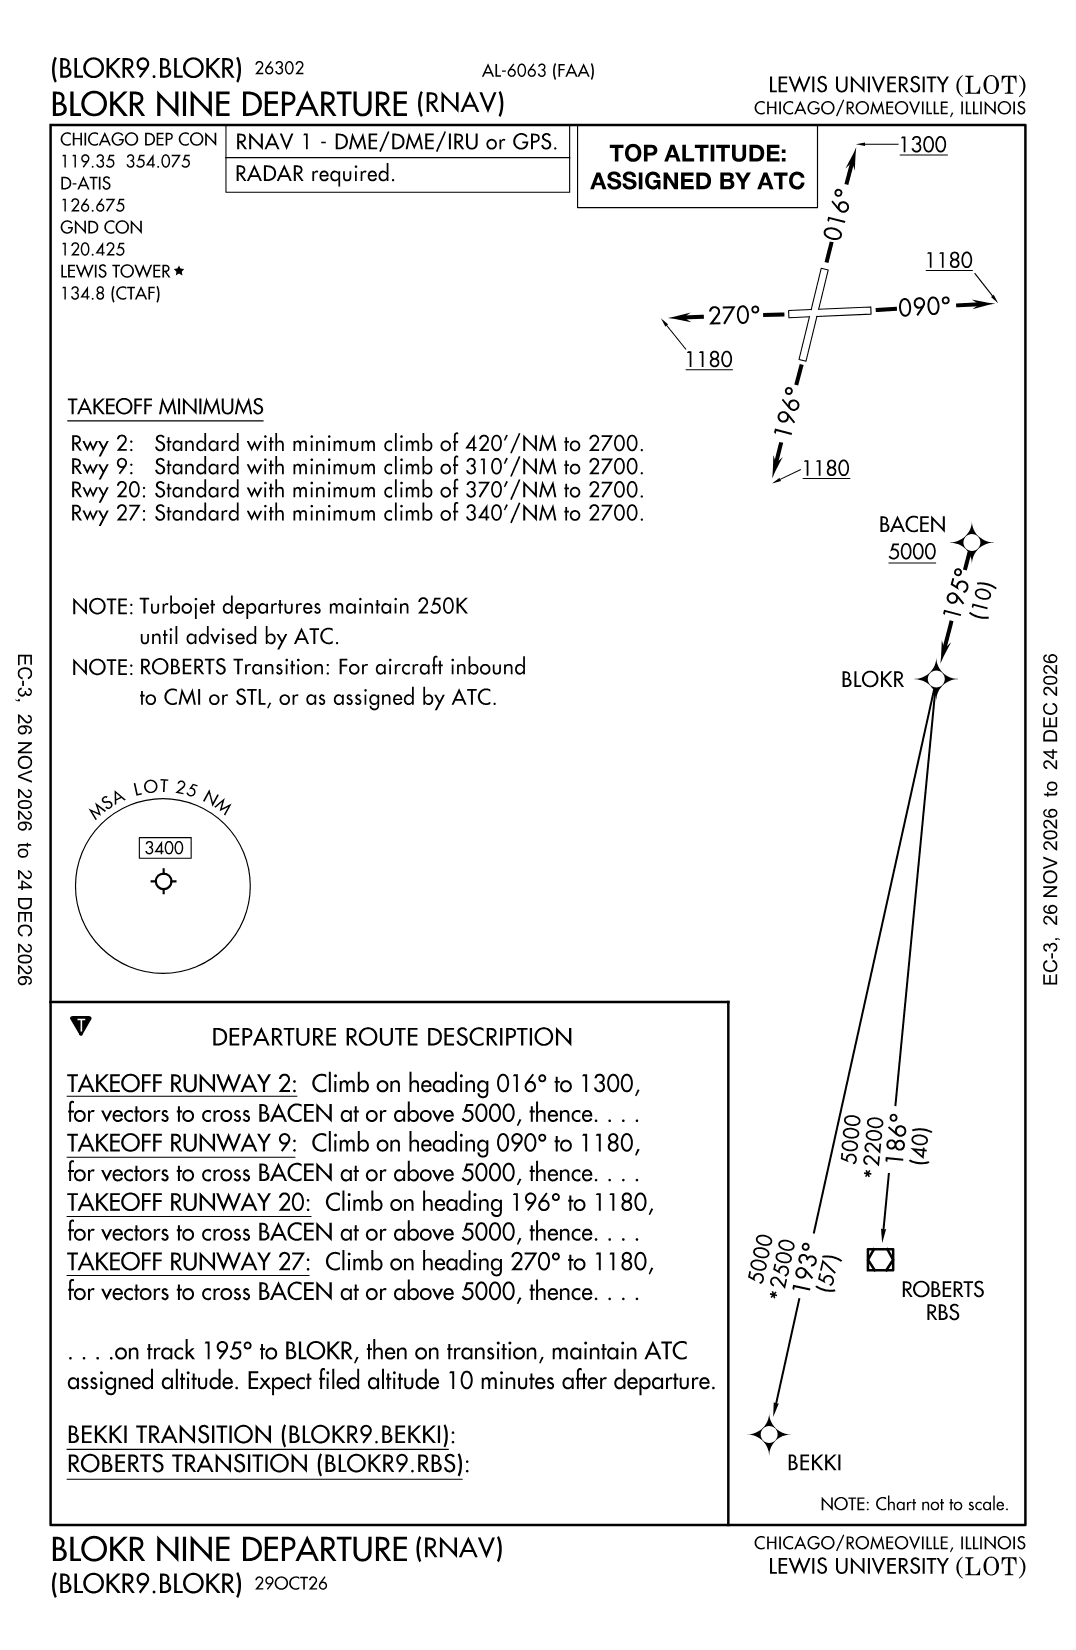 (BLOKR9.BLOKR) 26302
AL-6063 (FAA)
LEWIS UNIVERSITY (LOT)
BLOKR NINE DEPARTURE (RNAV)
CHICAGO/ROMEOVILLE, ILLINOIS
CHICAGO DEP CON
119.35 354.075
D-ATIS
126.675
GND CON
120.425
LEWIS TOWER★
134.8 (CTAF)
RNAV 1 - DME/DME/IRU or GPS.
RADAR required.
TOP ALTITUDE:
ASSIGNED BY ATC
1300
016°
1180
090°
270°
1180
196°
1180
TAKEOFF MINIMUMS
Rwy 2: Standard with minimum climb of 420'/NM to 2700.
Rwy 9: Standard with minimum climb of 310'/NM to 2700.
Rwy 20: Standard with minimum climb of 370'/NM to 2700.
Rwy 27: Standard with minimum climb of 340'/NM to 2700.
BACEN
5000
195°
(10)
BLOKR
NOTE: Turbojet departures maintain 250K
until advised by ATC.
NOTE: ROBERTS Transition: For aircraft inbound
to CMI or STL, or as assigned by ATC.
EC-3, 26 NOV 2026 to 24 DEC 2026
EC-3, 26 NOV 2026 to 24 DEC 2026
MSA LOT 25 NM
3400
5000
*2200
186°
(40)
5000
*2500
193°
(57)
ROBERTS
RBS
BEKKI
NOTE: Chart not to scale.
T
DEPARTURE ROUTE DESCRIPTION
TAKEOFF RUNWAY 2: Climb on heading 016° to 1300,
for vectors to cross BACEN at or above 5000, thence. . . .
TAKEOFF RUNWAY 9: Climb on heading 090° to 1180,
for vectors to cross BACEN at or above 5000, thence. . . .
TAKEOFF RUNWAY 20: Climb on heading 196° to 1180,
for vectors to cross BACEN at or above 5000, thence. . . .
TAKEOFF RUNWAY 27: Climb on heading 270° to 1180,
for vectors to cross BACEN at or above 5000, thence. . . .
. . . .on track 195° to BLOKR, then on transition, maintain ATC
assigned altitude. Expect filed altitude 10 minutes after departure.
BEKKI TRANSITION (BLOKR9.BEKKI):
ROBERTS TRANSITION (BLOKR9.RBS):
BLOKR NINE DEPARTURE (RNAV)
(BLOKR9.BLOKR) 29OCT26
CHICAGO/ROMEOVILLE, ILLINOIS
LEWIS UNIVERSITY (LOT)